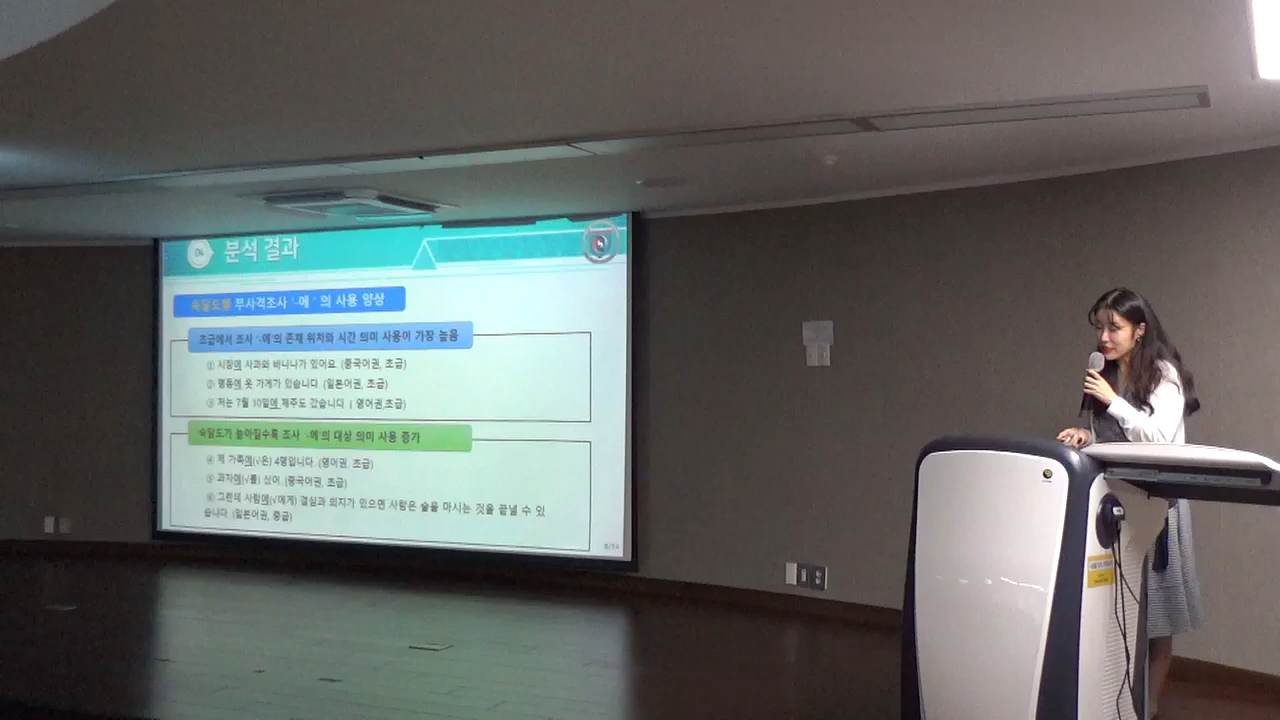 04 분석 결과
숙달도별 부사격조사 '-에' 의 사용 양상
초급에서 조사 '-에'의 존재 위치와 시간 의미 사용이 가장 높음
① 시장에 사과와 바나나가 있어요. (중국어권, 초급)
② 명동에 옷 가게가 있습니다. (일본어권, 초급)
③ 저는 7월 10일에 제주도 갔습니다. ( 영어권,초급)
숙달도가 높아질수록 조사 '-에'의 대상 의미 사용 증가
④ 제 가족에(√은) 4명입니다. (영어권, 초급)
⑤ 과자에(√를) 싶어. (중국어권, 초급)
⑥ 그런데 사람에(√에게) 결심과 의지가 있으면 사람은 술을 마시는 것을 끝낼 수 있
습니다. (일본어권, 중급)
8/14